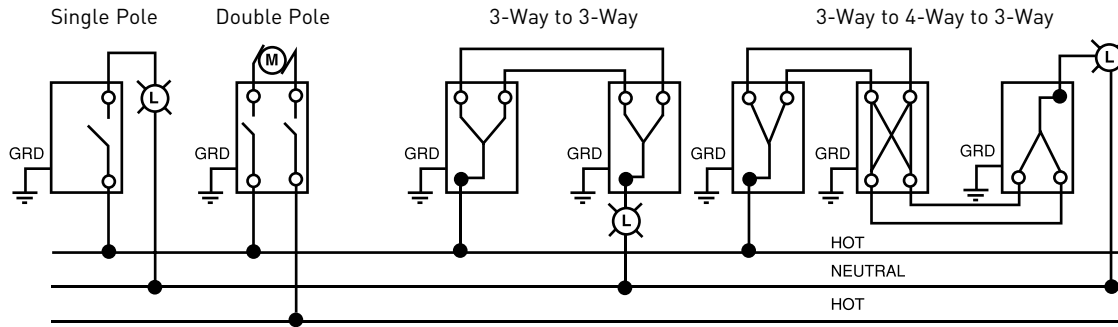 Single Pole
Double Pole
3-Way to 3-Way
3-Way to 4-Way to 3-Way
M
L
L
L
GRD
GRD
GRD
GRD
GRD
GRD
GRD
HOT
NEUTRAL
HOT